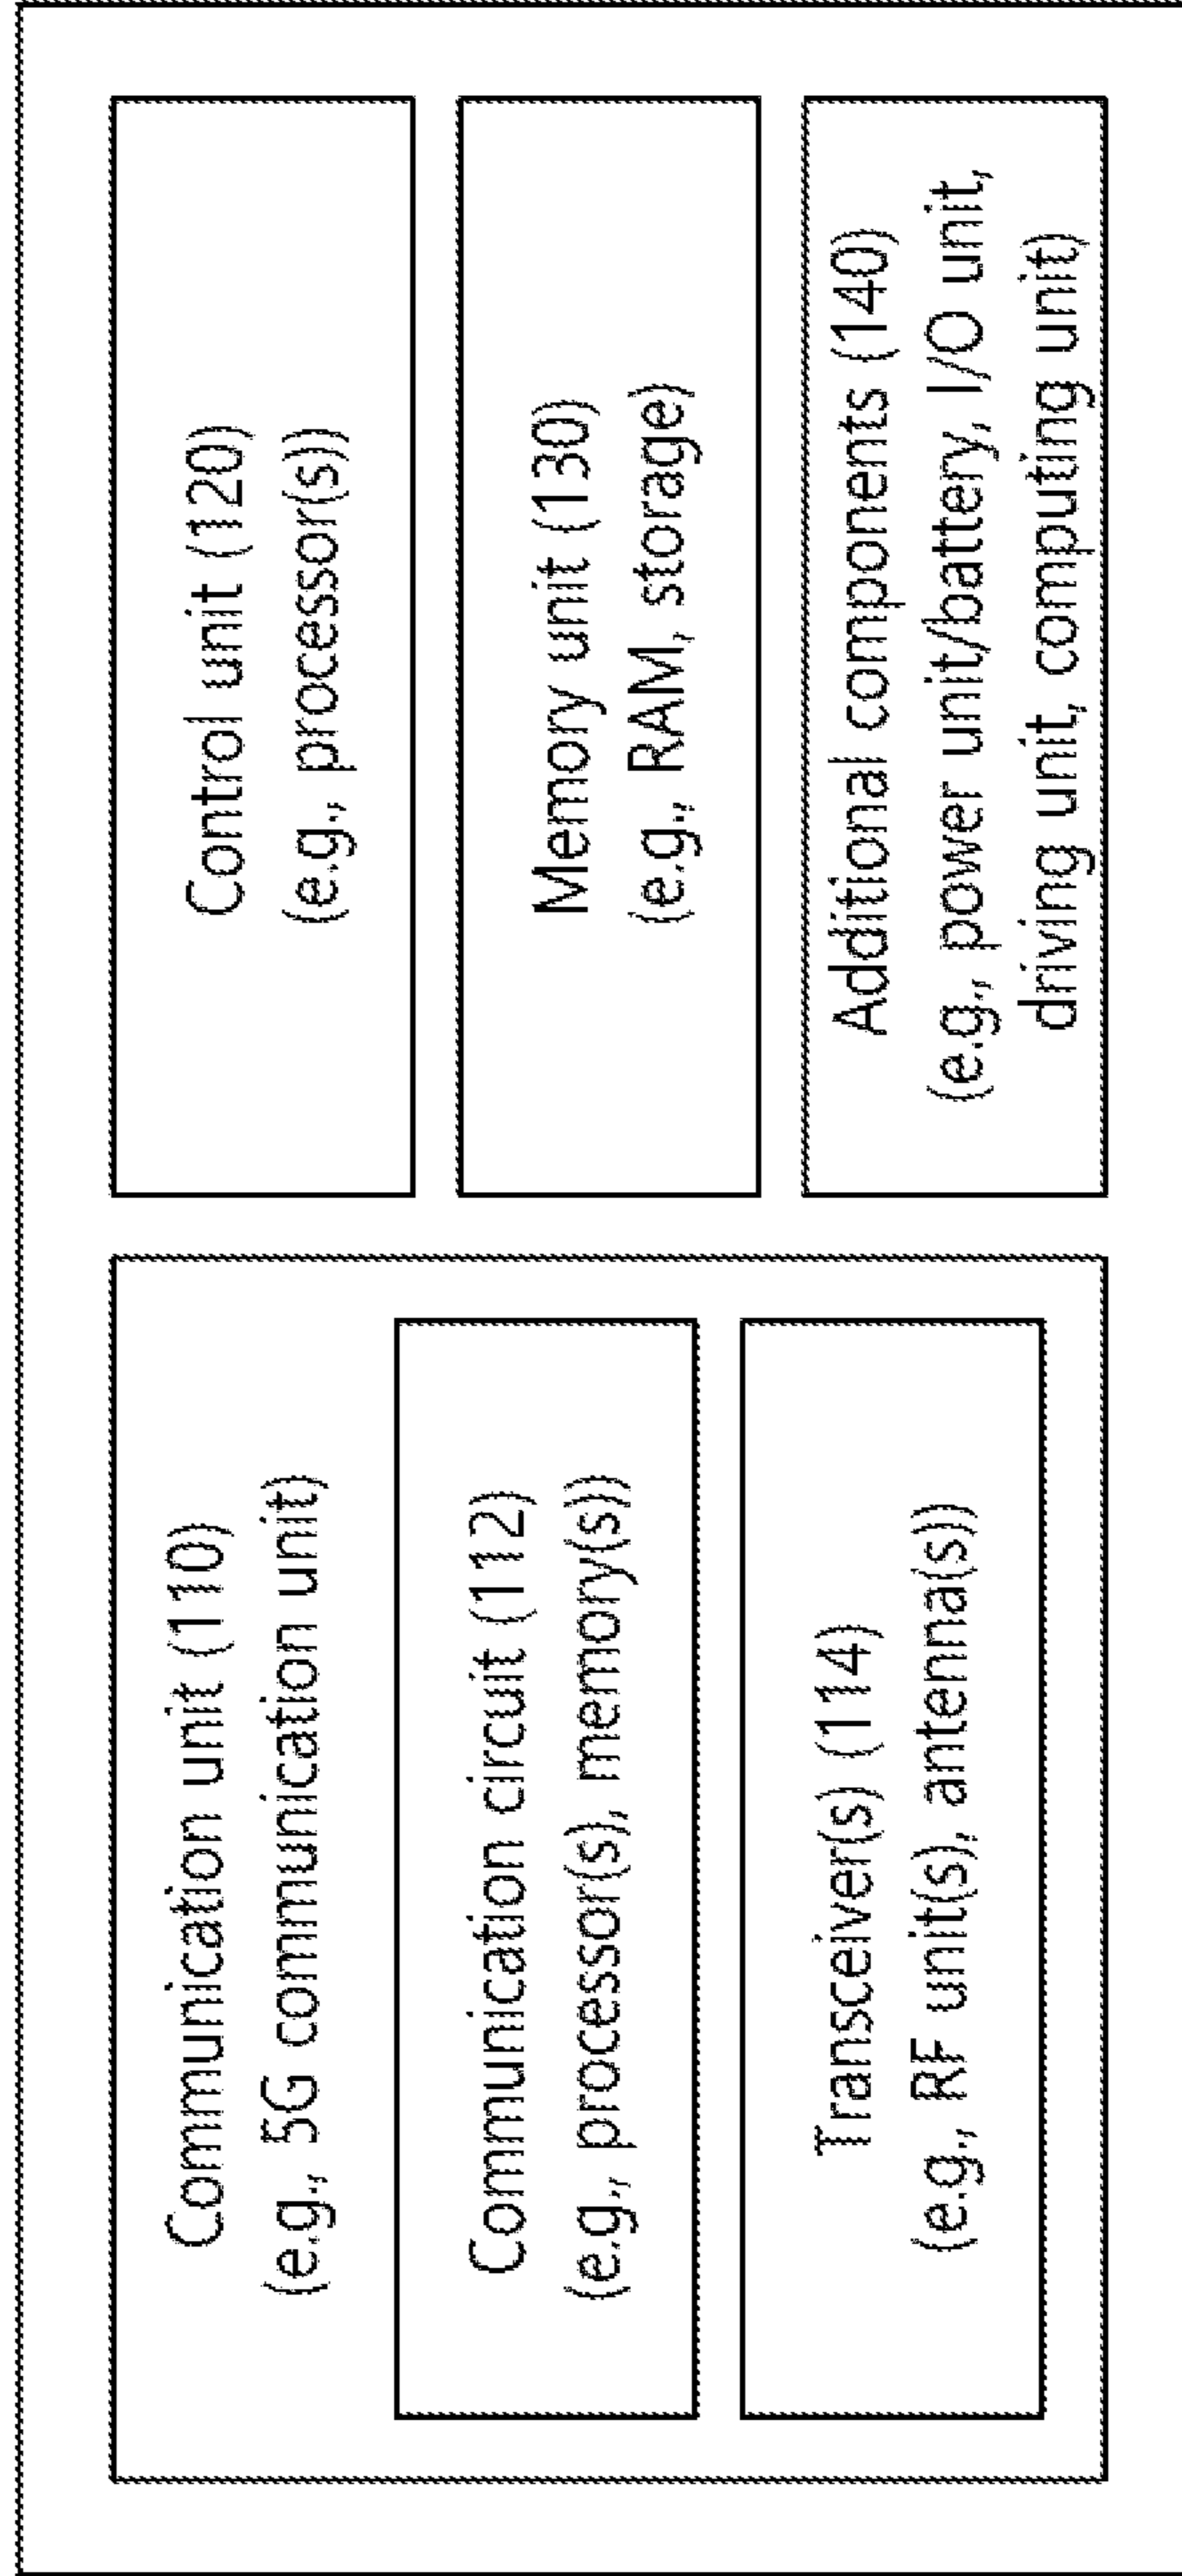 Communication unit (110)
(e.g., 5G communication unit)
Communication circuit (112)
(e.g., processor(s), memory(s))
Transceiver(s) (114)
(e.g., RF unit(s), antenna(s))
Control unit (120)
(e.g., processor(s))
Memory unit (130)
(e.g., RAM, storage)
Additional components (140)
(e.g., power unit/battery, I/O unit,
driving unit, computing unit)